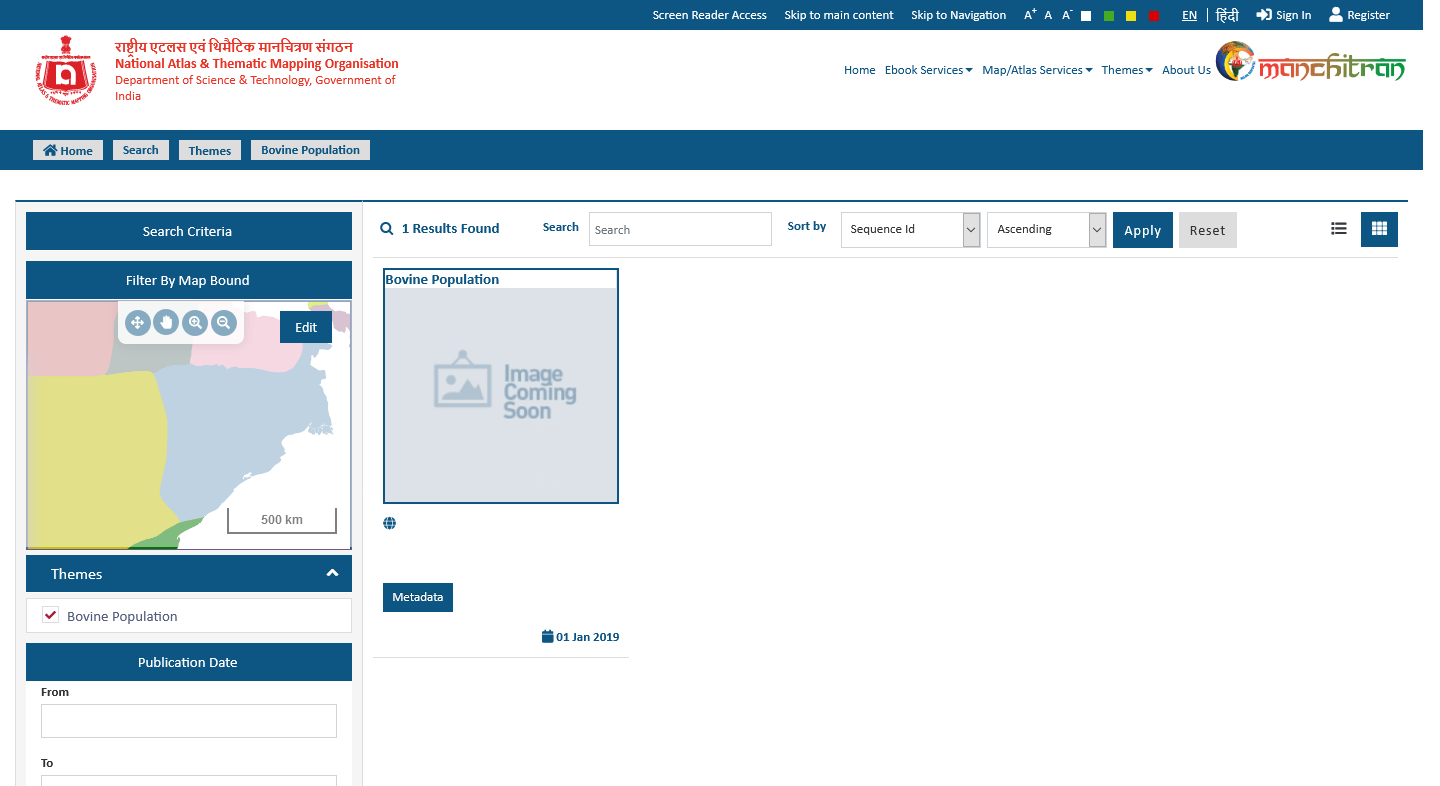 Screen Reader Access Skip to main content Skip to Navigation A+ A A- EN हिंदी Sign In Register
राष्ट्रीय एटलस एवं थिमैटिक मानचित्रण संगठन
National Atlas & Thematic Mapping Organisation
Department of Science & Technology, Government of
India
Home Ebook Services Map/Atlas Services Themes About Us manchitran
Home Search Themes Bovine Population
Search Criteria
Filter By Map Bound
Edit
500 km
Themes
Bovine Population
Publication Date
From
To
1 Results Found Search Search Sort by Sequence Id Ascending Apply Reset
Bovine Population
Image
Coming
Soon
Metadata
01 Jan 2019